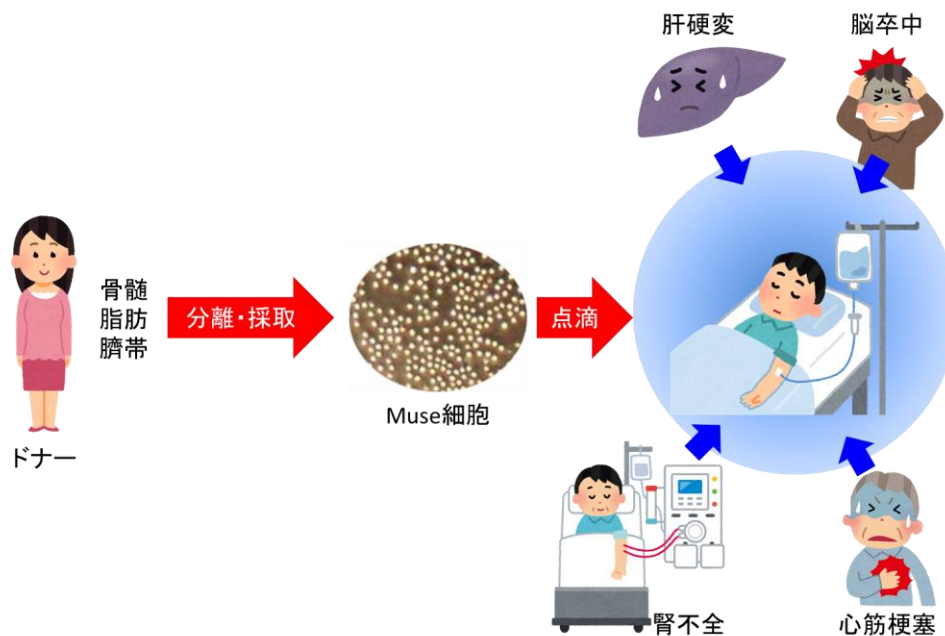 肝硬変
脳卒中
骨髄
脂肪
臍帯
分離・採取
点滴
Muse細胞
ドナー
腎不全
心筋梗塞